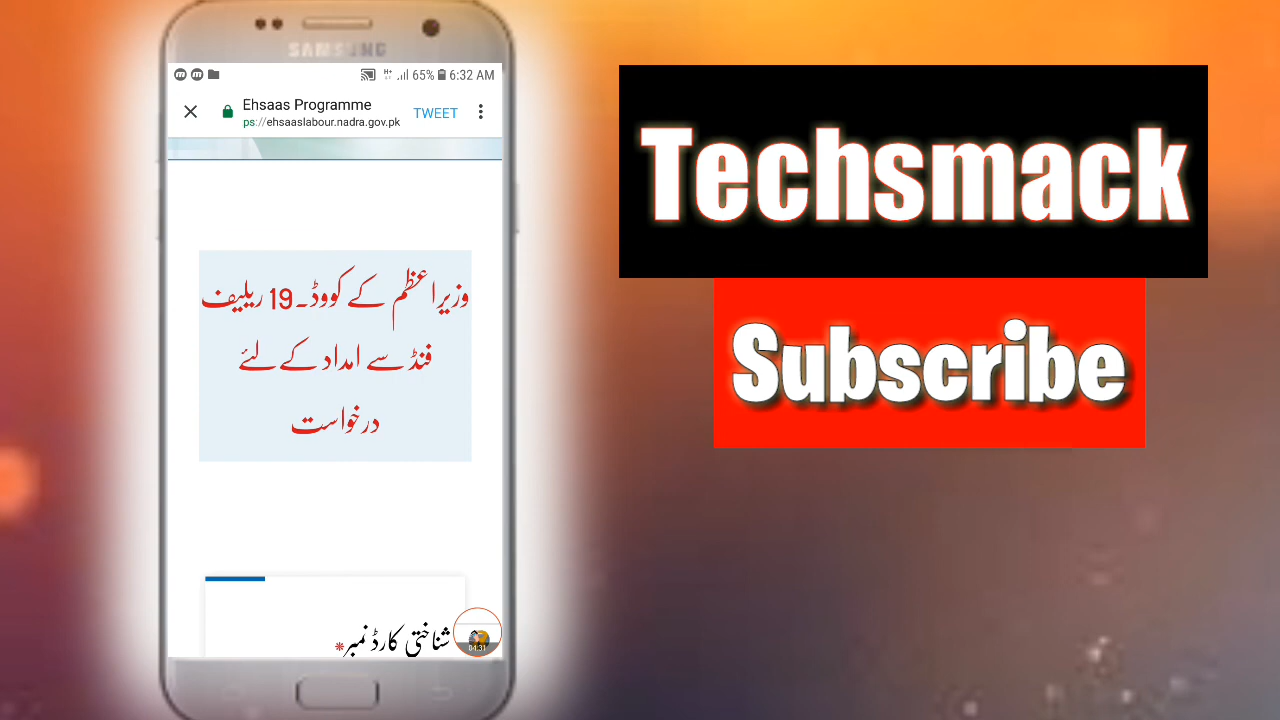 SAMSUNG
65% 6:32 AM
Ehsaas Programme
ps://ehsaaslabour.nadra.gov.pk
TWEET
وزیراعظم کے کووڈ۔19 ریلیف
فنڈ سے امداد کے لئے
درخواست
شناختی کارڈ نمبر*
04:31
Techsmack
Subscribe